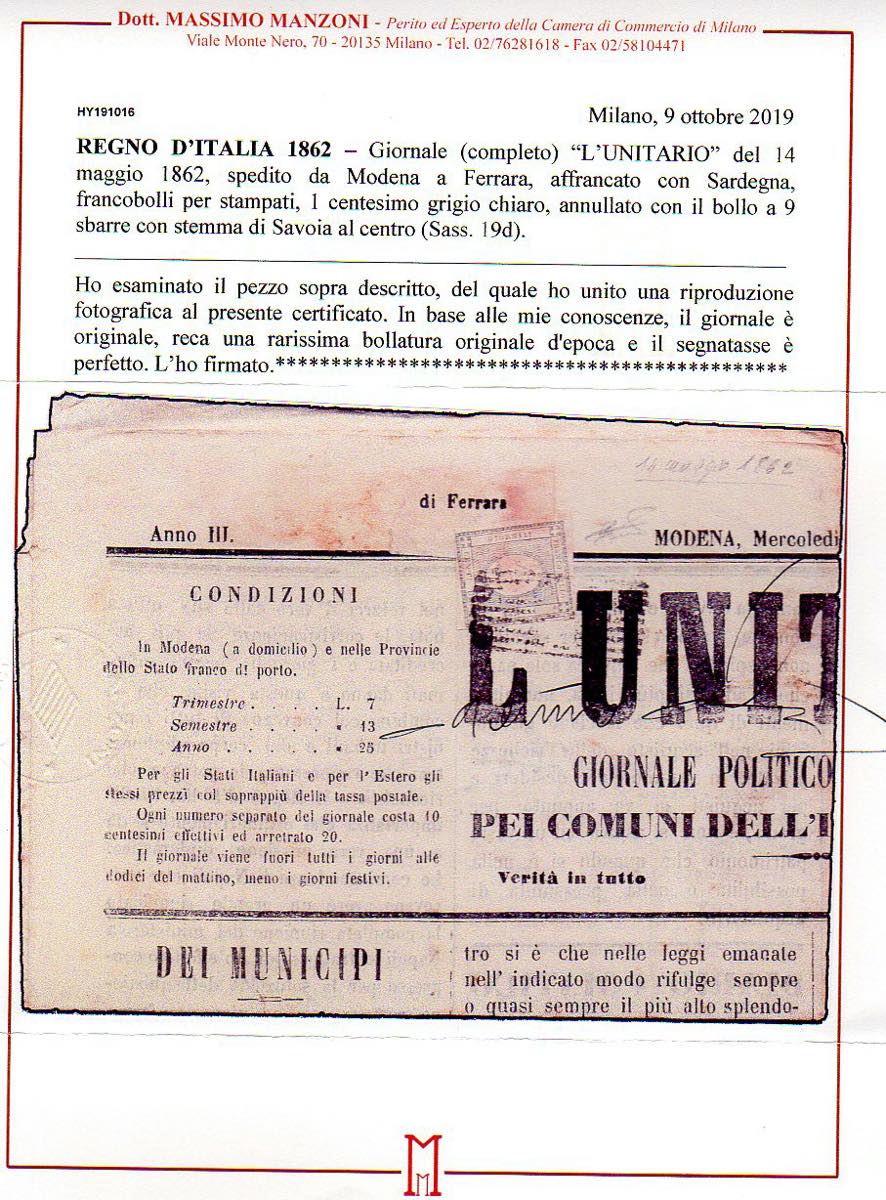 Dott. MASSIMO MANZONI - Perito ed Esperto della Camera di Commercio di Milano
Viale Monte Nero, 70 - 20135 Milano - Tel. 02/76281618 - Fax 02/58104471
HY191016
Milano, 9 ottobre 2019
REGNO D'ITALIA 1862 – Giornale (completo) “L'UNITARIO” del 14
maggio 1862, spedito da Modena a Ferrara, affrancato con Sardegna,
francobolli per stampati, 1 centesimo grigio chiaro, annullato con il bollo a 9
sbarre con stemma di Savoia al centro (Sass. 19d).
Ho esaminato il pezzo sopra descritto, del quale ho unito una riproduzione
fotografica al presente certificato. In base alle mie conoscenze, il giornale è
originale, reca una rarissima bollatura originale d'epoca e il segnatasse è
perfetto. L'ho firmato.**********************************************
14 maggio 1862
di Ferrara
Anno III.
MODENA, Mercoledì
CONDIZIONI
In Modena (a domicilio) e nelle Provincie
dello Stato franco di porto.
Trimestre . . . . L. 7
Semestre . . . . " 13
Anno . . . . " 25
Per gli Stati Italiani e per l'Estero gli
stessi prezzi col soprappiù della tassa postale.
Ogni numero separato del giornale costa 10
centesimi effettivi ed arretrato 20.
Il giornale viene fuori tutti i giorni alle
dodici del mattino, meno i giorni festivi.
L'UNIT
GIORNALE POLITICO
PEI COMUNI DELL'I
Verità in tutto
DEI MUNICIPI
tro si è che nelle leggi emanate
nell' indicato modo rifulge sempre
o quasi sempre il più alto splendo-
M
M